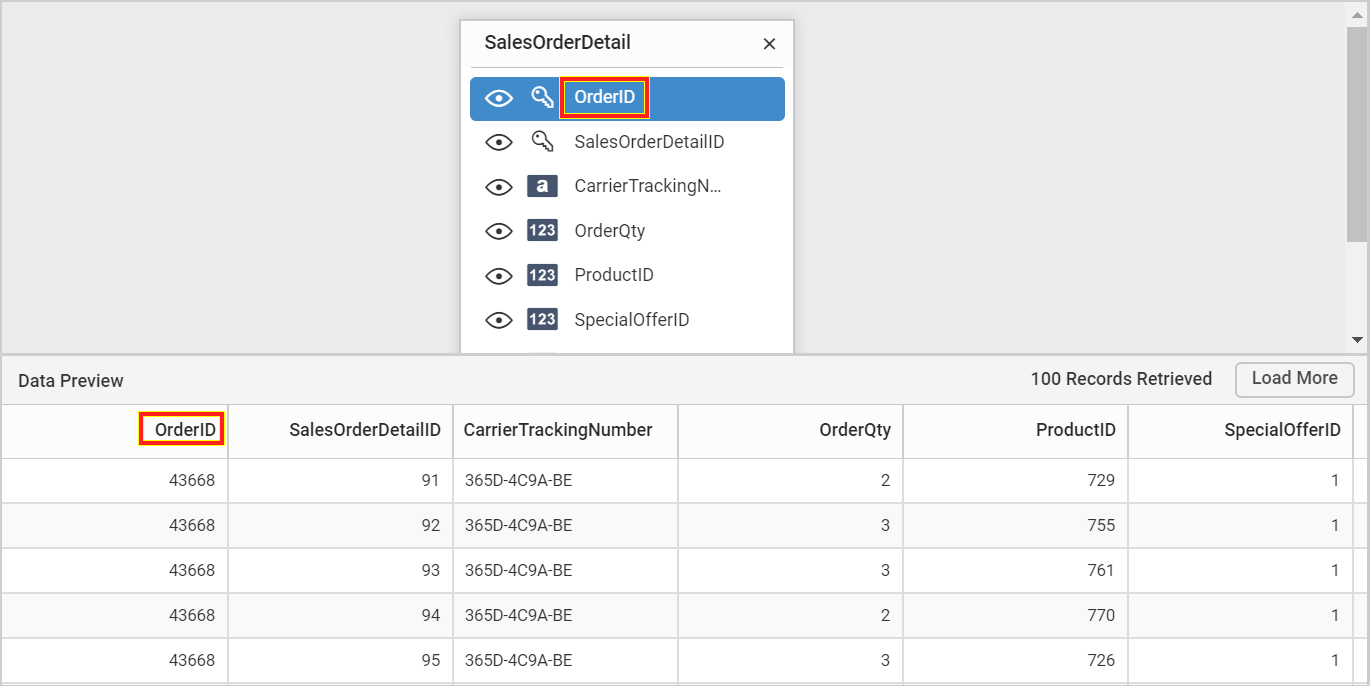 SalesOrderDetail ×
OrderID
SalesOrderDetailID
a CarrierTrackingN...
123 OrderQty
123 ProductID
123 SpecialOfferID
Data Preview 100 Records Retrieved Load More
OrderID SalesOrderDetailID CarrierTrackingNumber OrderQty ProductID SpecialOfferID
43668 91 365D-4C9A-BE 2 729 1
43668 92 365D-4C9A-BE 3 755 1
43668 93 365D-4C9A-BE 3 761 1
43668 94 365D-4C9A-BE 2 770 1
43668 95 365D-4C9A-BE 3 726 1